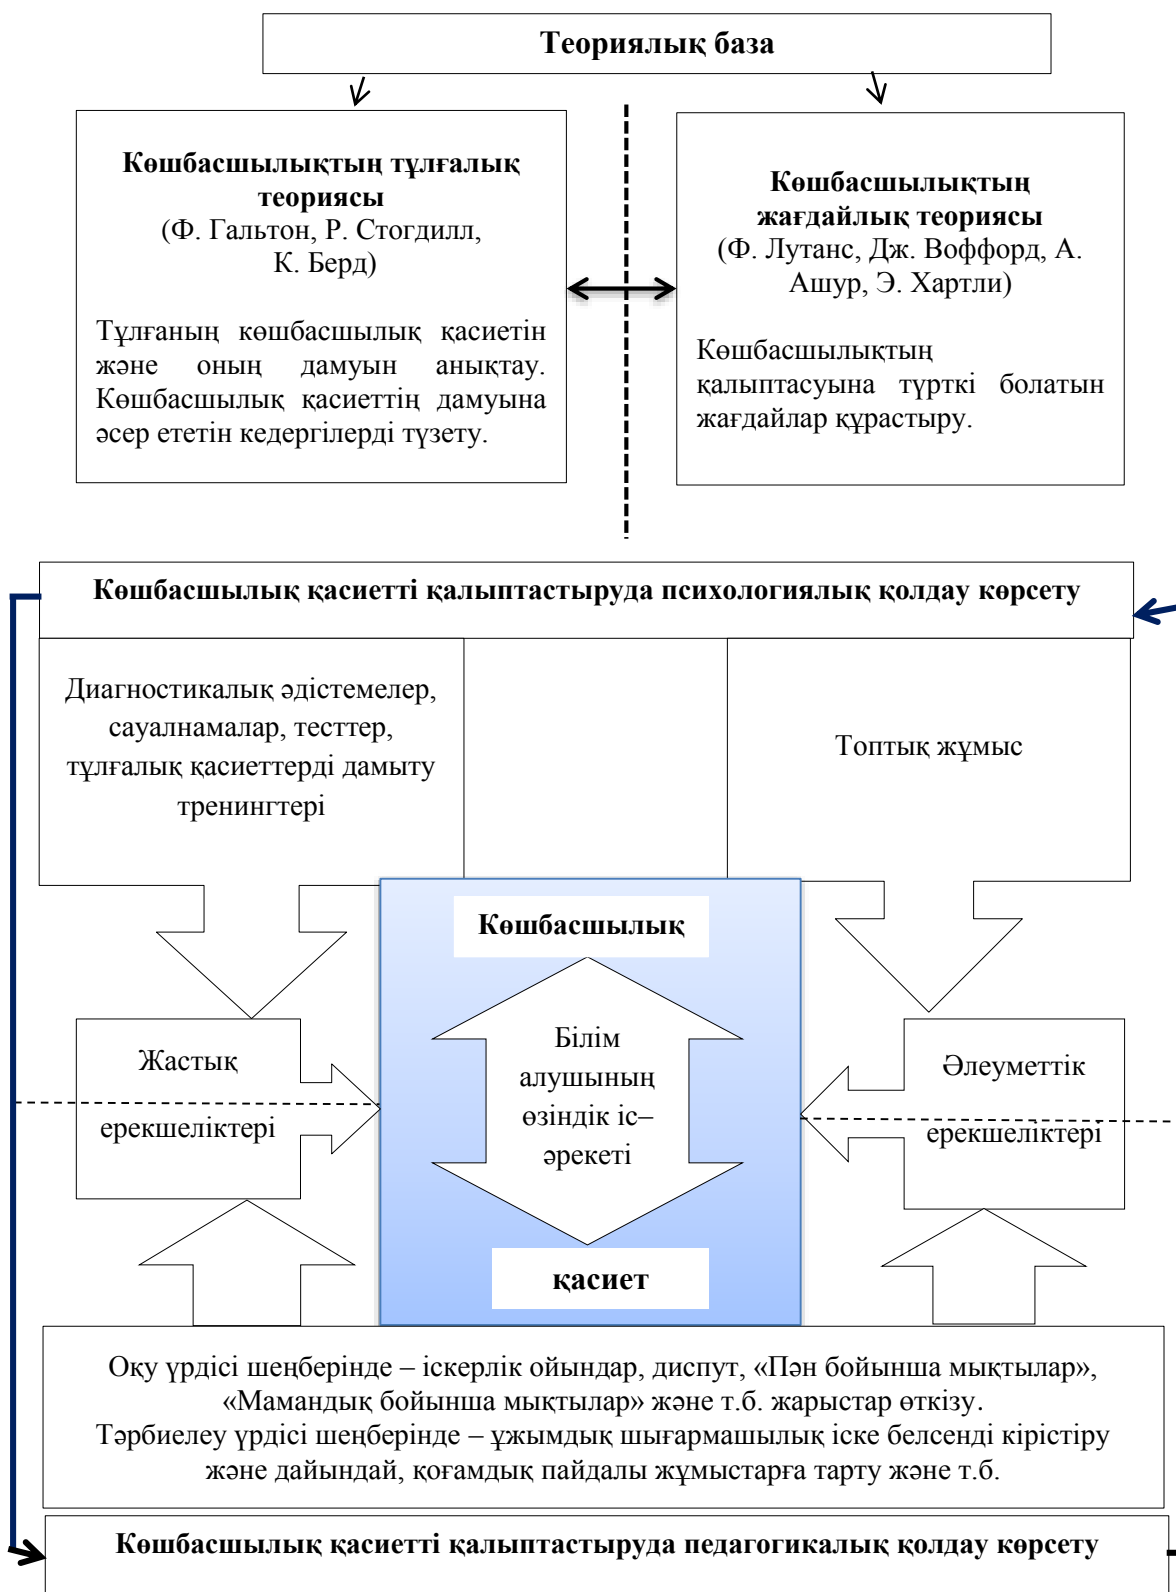 Теориялық база
Көшбасшылықтың тұлғалық
теориясы
(Ф. Гальтон, Р. Стогдилл,
К. Берд)
Тұлғаның көшбасшылық қасиетін
және оның дамуын анықтау.
Көшбасшылық қасиеттің дамуына
әсер ететін кедергілерді түзету.
Көшбасшылықтың
жағдайлық теориясы
(Ф. Лутанс, Дж. Воффорд, А.
Ашур, Э. Хартли)
Көшбасшылықтың
қалыптасуына түрткі болатын
жағдайлар құрастыру.
Көшбасшылық қасиетті қалыптастыруда психологиялық қолдау көрсету
Диагностикалық әдістемелер,
сауалнамалар, тесттер,
тұлғалық қасиеттерді дамыту
тренингтері
Топтық жұмыс
Көшбасшылық
Білім
алушының
өзіндік іс–
әрекеті
қасиет
Жастық
ерекшеліктері
Әлеуметтік
ерекшеліктері
Оқу үрдісі шеңберінде – іскерлік ойындар, диспут, «Пән бойынша мықтылар»,
«Мамандық бойынша мықтылар» және т.б. жарыстар өткізу.
Тәрбиелеу үрдісі шеңберінде – ұжымдық шығармашылық іске белсенді кірістіру
және дайындай, қоғамдық пайдалы жұмыстарға тарту және т.б.
Көшбасшылық қасиетті қалыптастыруда педагогикалық қолдау көрсету